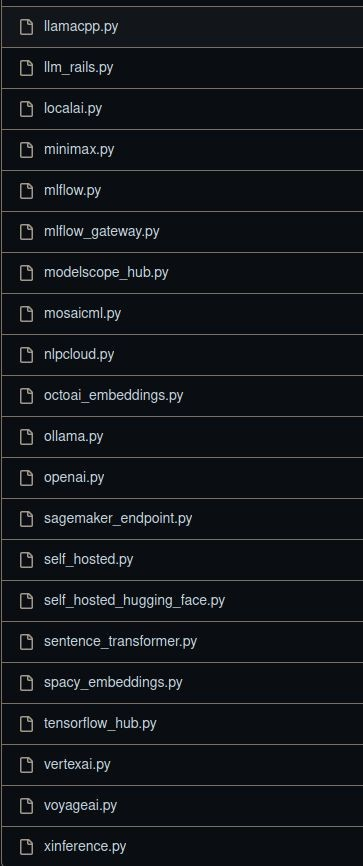 llamacpp.py
llm_rails.py
localai.py
minimax.py
mlflow.py
mlflow_gateway.py
modelscope_hub.py
mosaicml.py
nlpcloud.py
octoai_embeddings.py
ollama.py
openai.py
sagemaker_endpoint.py
self_hosted.py
self_hosted_hugging_face.py
sentence_transformer.py
spacy_embeddings.py
tensorflow_hub.py
vertexai.py
voyageai.py
xinference.py